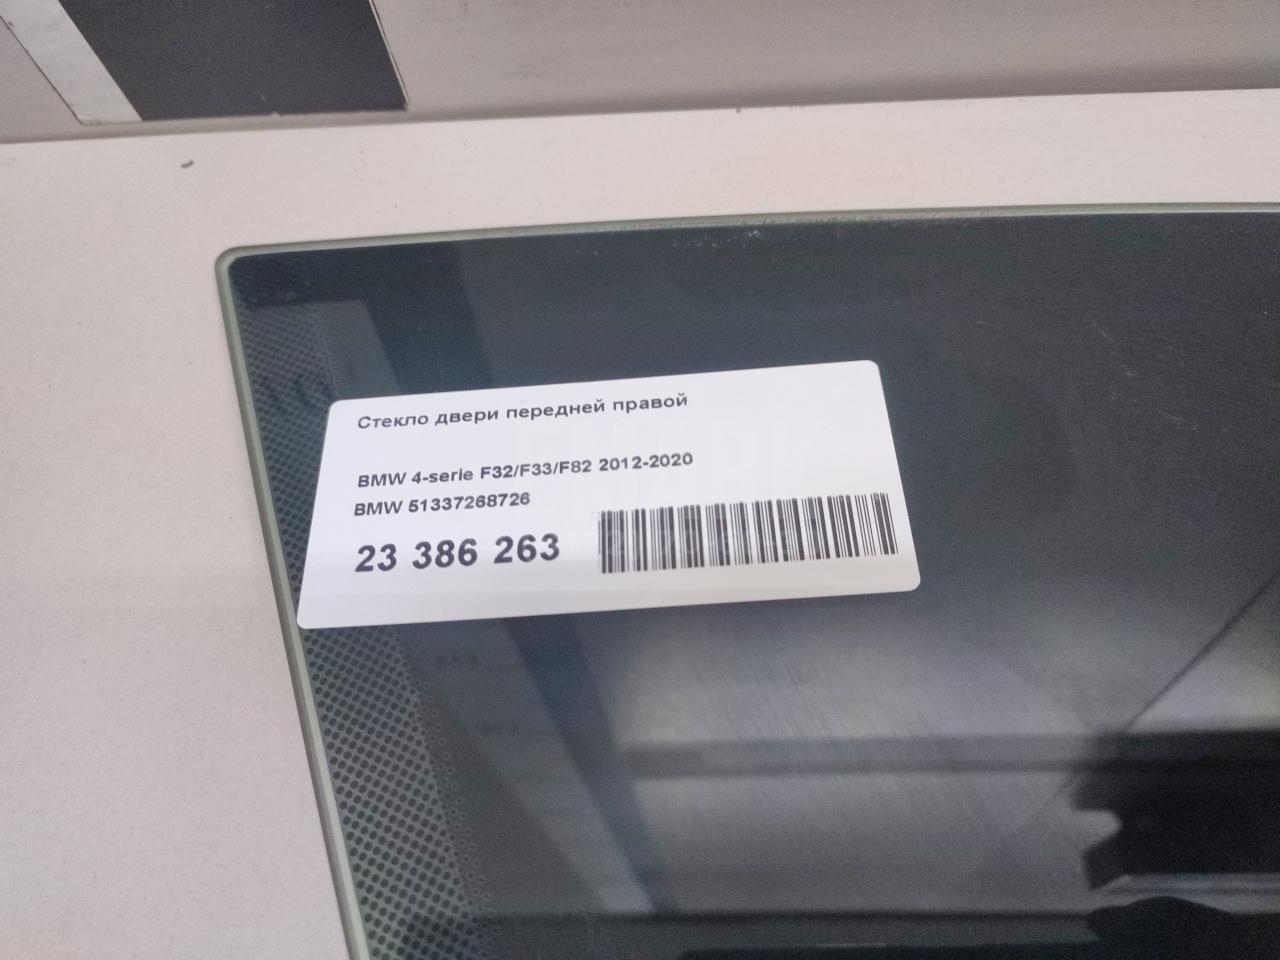 Стекло двери передней правой
BMW 4-serie F32/F33/F82 2012-2020
BMW 51337268726
23 386 263